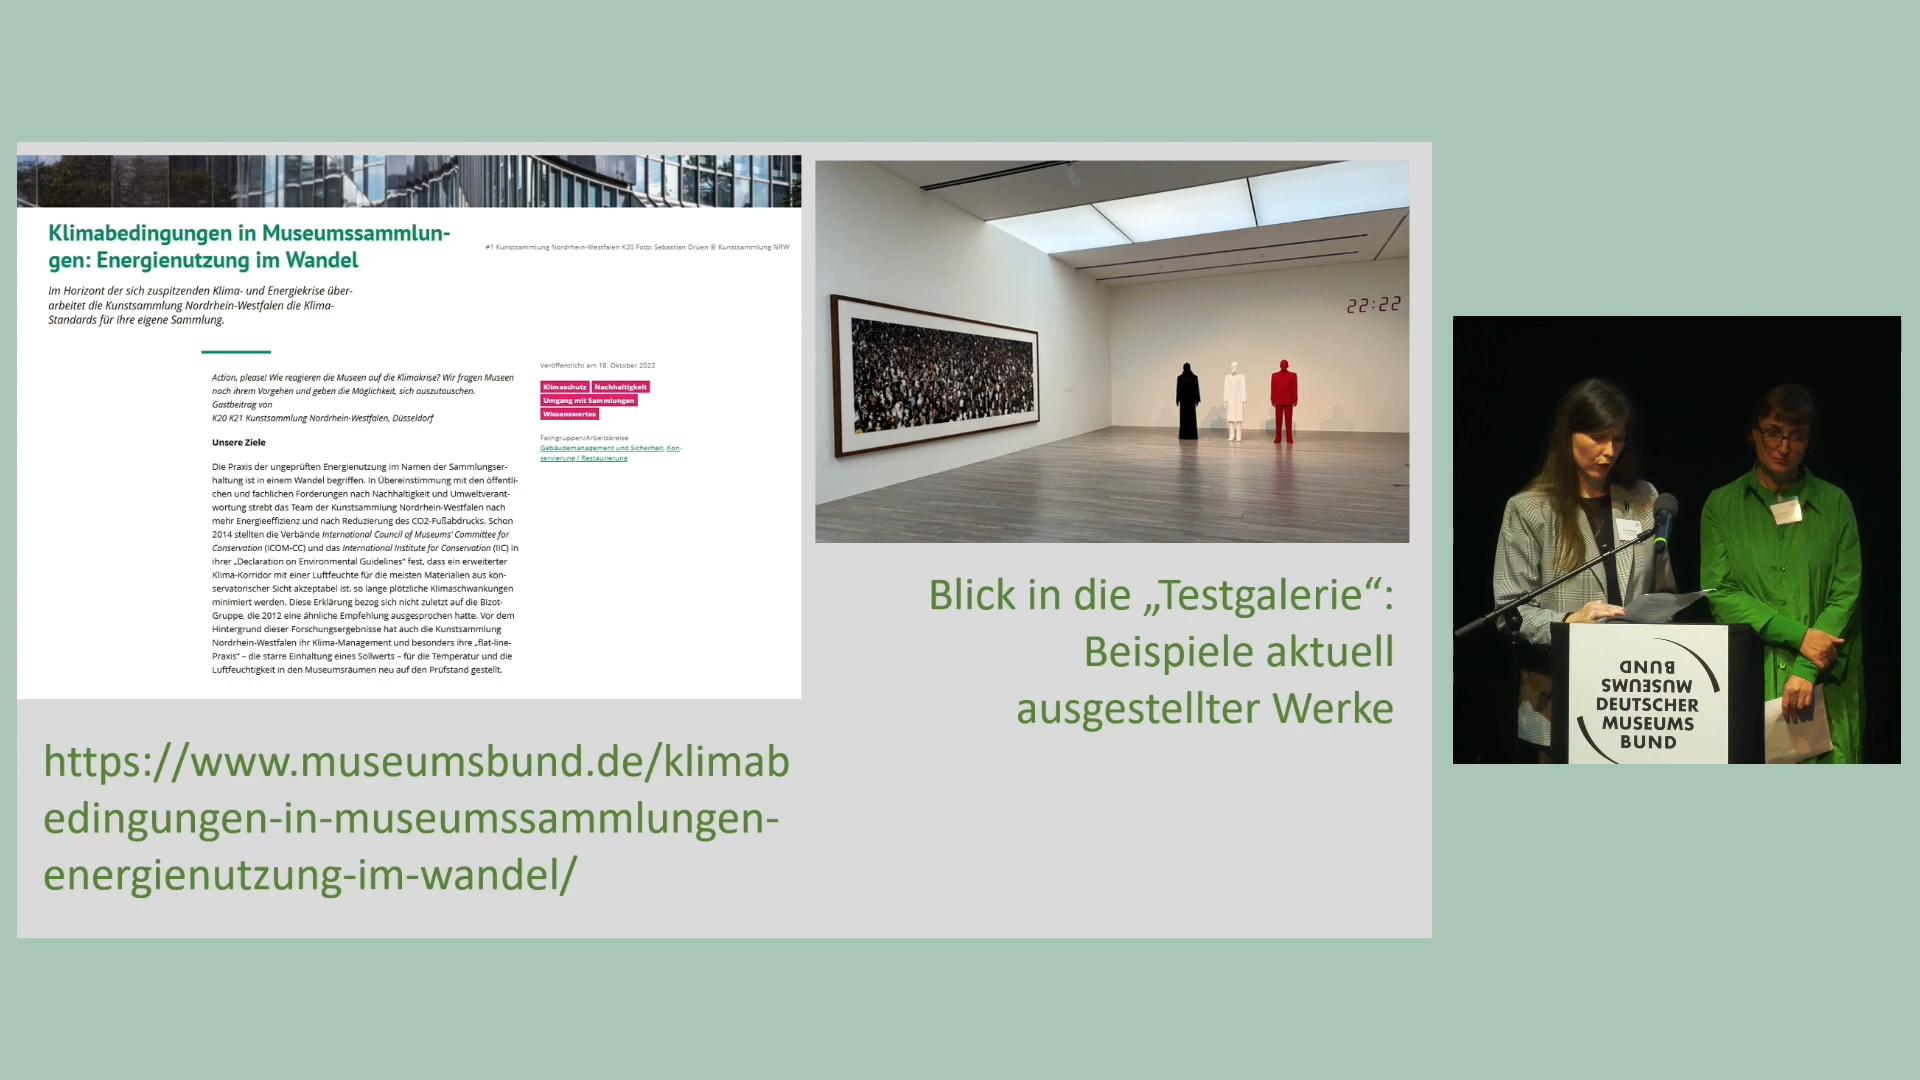 Klimabedingungen in Museumssammlun-
gen: Energienutzung im Wandel
#1 Kunstsammlung Nordrhein-Westfalen K20 Foto: Sebastian Drüen © Kunstsammlung NRW
Im Horizont der sich zuspitzenden Klima- und Energiekrise über-
arbeitet die Kunstsammlung Nordrhein-Westfalen die Klima-
Standards für ihre eigene Sammlung.
Action, please! Wie reagieren die Museen auf die Klimakrise? Wir fragen Museen
nach ihrem Vorgehen und geben die Möglichkeit, sich auszutauschen.
Gastbeitrag von
K20 K21 Kunstsammlung Nordrhein-Westfalen, Düsseldorf
Unsere Ziele
Die Praxis der ungeprüften Energienutzung im Namen der Sammlungser-
haltung ist in einem Wandel begriffen. In Übereinstimmung mit den öffentli-
chen und fachlichen Forderungen nach Nachhaltigkeit und Umweltverant-
wortung strebt das Team der Kunstsammlung Nordrhein-Westfalen nach
mehr Energieeffizienz und nach Reduzierung des CO2-Fußabdrucks. Schon
2014 stellten die Verbände International Council of Museums' Committee for
Conservation (ICOM-CC) und das International Institute for Conservation (IIC) in
ihrer „Declaration on Environmental Guidelines“ fest, dass ein erweiterter
Klima-Korridor mit einer Luftfeuchte für die meisten Materialien aus kon-
servatorischer Sicht akzeptabel ist, so lange plötzliche Klimaschwankungen
minimiert werden. Diese Erklärung bezog sich nicht zuletzt auf die Bizot-
Gruppe, die 2012 eine ähnliche Empfehlung ausgesprochen hatte. Vor dem
Hintergrund dieser Forschungsergebnisse hat auch die Kunstsammlung
Nordrhein-Westfalen ihr Klima-Management und besonders ihre „flat-line-
Praxis“ – die starre Einhaltung eines Sollwerts – für die Temperatur und die
Luftfeuchtigkeit in den Museumsräumen neu auf den Prüfstand gestellt.
Veröffentlicht am 18. Oktober 2022
Klimaschutz Nachhaltigkeit
Umgang mit Sammlungen
Wissenswertes
Fachgruppen/Arbeitskreise
Gebäudemanagement und Sicherheit, Kon-
servierung / Restaurierung
https://www.museumsbund.de/klimab
edingungen-in-museumssammlungen-
energienutzung-im-wandel/
22:22
Blick in die „Testgalerie“:
Beispiele aktuell
ausgestellter Werke
BUND
MUSEUMS
DEUTSCHER
MUSEUMS
BUND